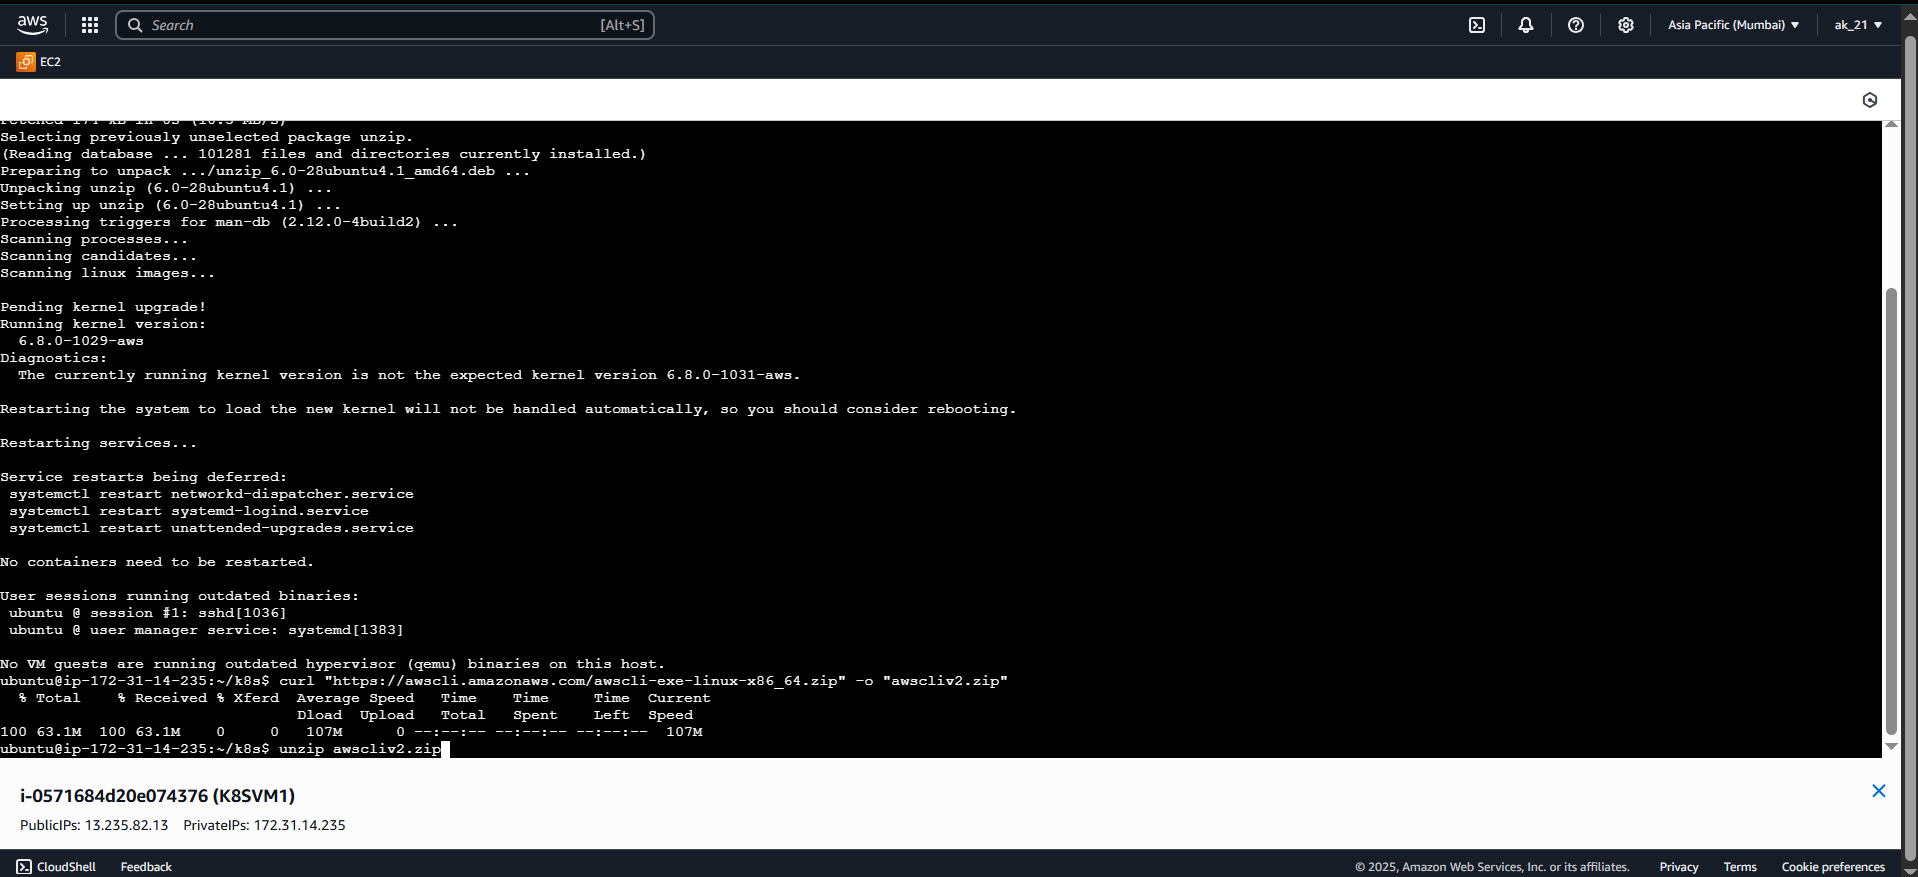 aws
Search [Alt+S]
Asia Pacific (Mumbai)
ak_21
EC2
Fetched 174 kB in 0s (10.3 MB/s)
Selecting previously unselected package unzip.
(Reading database ... 101281 files and directories currently installed.)
Preparing to unpack .../unzip_6.0-28ubuntu4.1_amd64.deb ...
Unpacking unzip (6.0-28ubuntu4.1) ...
Setting up unzip (6.0-28ubuntu4.1) ...
Processing triggers for man-db (2.12.0-4build2) ...
Scanning processes...
Scanning candidates...
Scanning linux images...
Pending kernel upgrade!
Running kernel version:
6.8.0-1029-aws
Diagnostics:
The currently running kernel version is not the expected kernel version 6.8.0-1031-aws.
Restarting the system to load the new kernel will not be handled automatically, so you should consider rebooting.
Restarting services...
Service restarts being deferred:
systemctl restart networkd-dispatcher.service
systemctl restart systemd-logind.service
systemctl restart unattended-upgrades.service
No containers need to be restarted.
User sessions running outdated binaries:
ubuntu @ session #1: sshd[1036]
ubuntu @ user manager service: systemd[1383]
No VM guests are running outdated hypervisor (qemu) binaries on this host.
ubuntu@ip-172-31-14-235:~/k8s$ curl "https://awscli.amazonaws.com/awscli-exe-linux-x86_64.zip" -o "awscliv2.zip"
% Total % Received % Xferd Average Speed Time Time Time Current
Dload Upload Total Spent Left Speed
100 63.1M 100 63.1M 0 0 107M 0 --:--:-- --:--:-- --:--:-- 107M
ubuntu@ip-172-31-14-235:~/k8s$ unzip awscliv2.zip
i-0571684d20e074376 (K8SVM1)
PublicIPs: 13.235.82.13 PrivateIPs: 172.31.14.235
CloudShell Feedback © 2025, Amazon Web Services, Inc. or its affiliates. Privacy Terms Cookie preferences